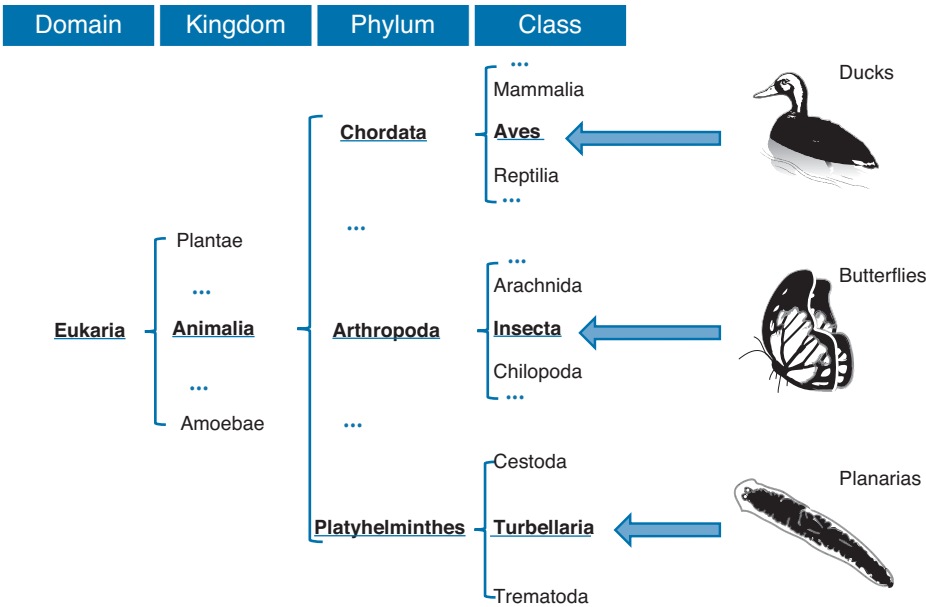 Domain Kingdom Phylum Class
...
Mammalia
Chordata
Aves
Reptilia
...
Ducks
...
Plantae
...
Eukaria
Animalia
...
Amoebae
...
Arachnida
Arthropoda
Insecta
Chilopoda
...
Butterflies
...
Cestoda
Platyhelminthes
Turbellaria
Trematoda
Planarias